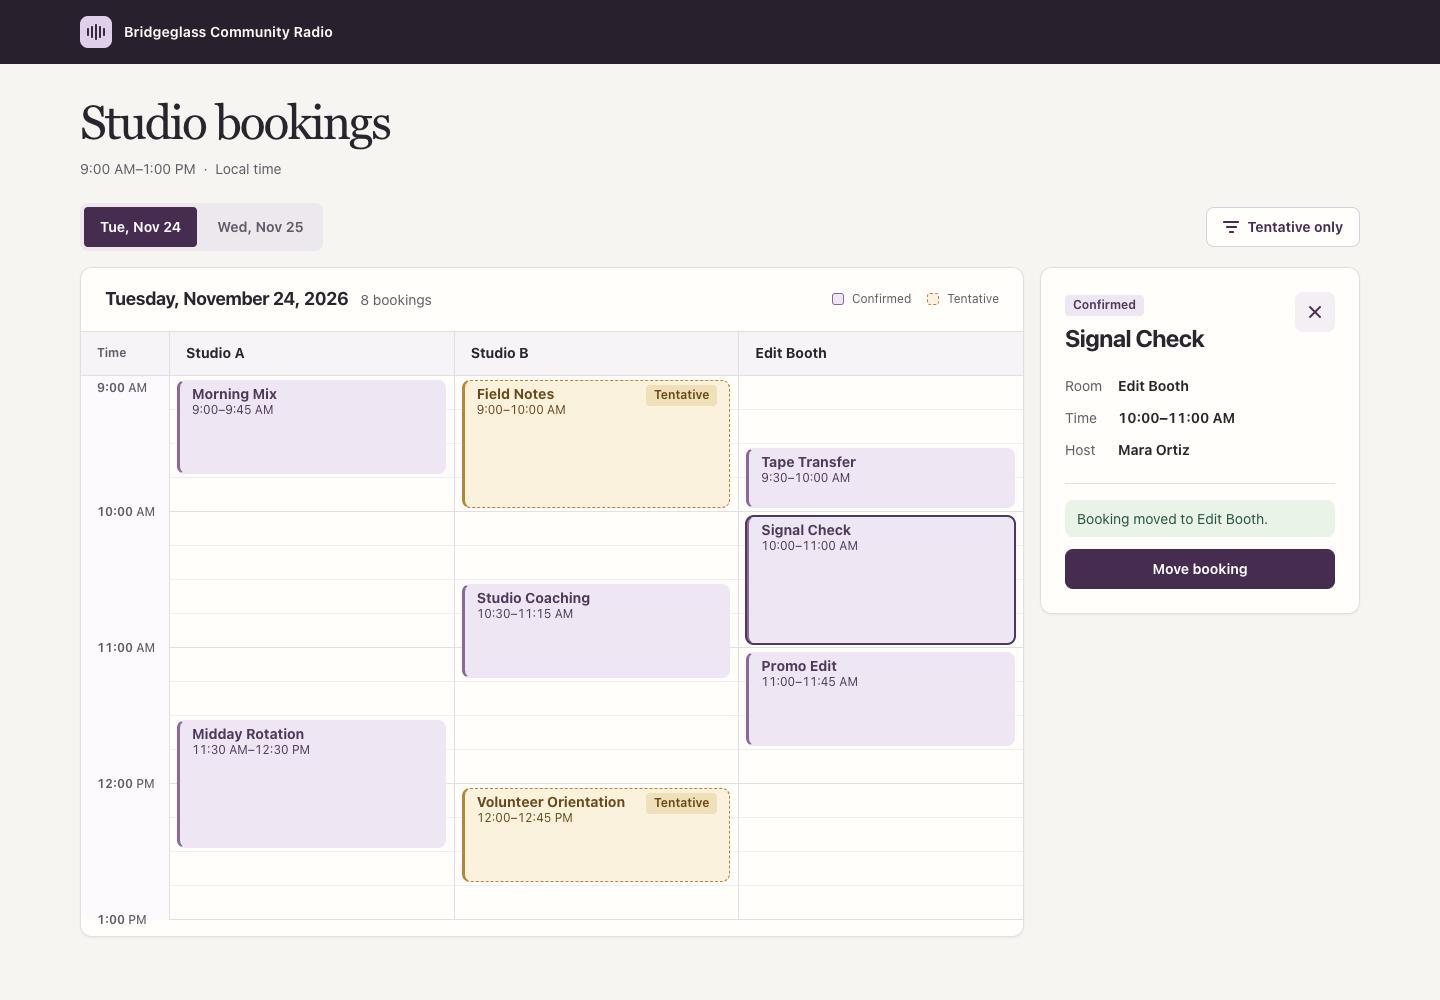 Bridgeglass Community Radio
Studio bookings
9:00 AM–1:00 PM · Local time
Tue, Nov 24
Wed, Nov 25
Tentative only
Tuesday, November 24, 2026
8 bookings
Confirmed
Tentative
Time
Studio A
Studio B
Edit Booth
9:00 AM
10:00 AM
11:00 AM
12:00 PM
1:00 PM
Morning Mix
9:00–9:45 AM
Midday Rotation
11:30 AM–12:30 PM
Field Notes
Tentative
9:00–10:00 AM
Studio Coaching
10:30–11:15 AM
Volunteer Orientation
Tentative
12:00–12:45 PM
Tape Transfer
9:30–10:00 AM
Signal Check
10:00–11:00 AM
Promo Edit
11:00–11:45 AM
Confirmed
Signal Check
Room Edit Booth
Time 10:00–11:00 AM
Host Mara Ortiz
Booking moved to Edit Booth.
Move booking